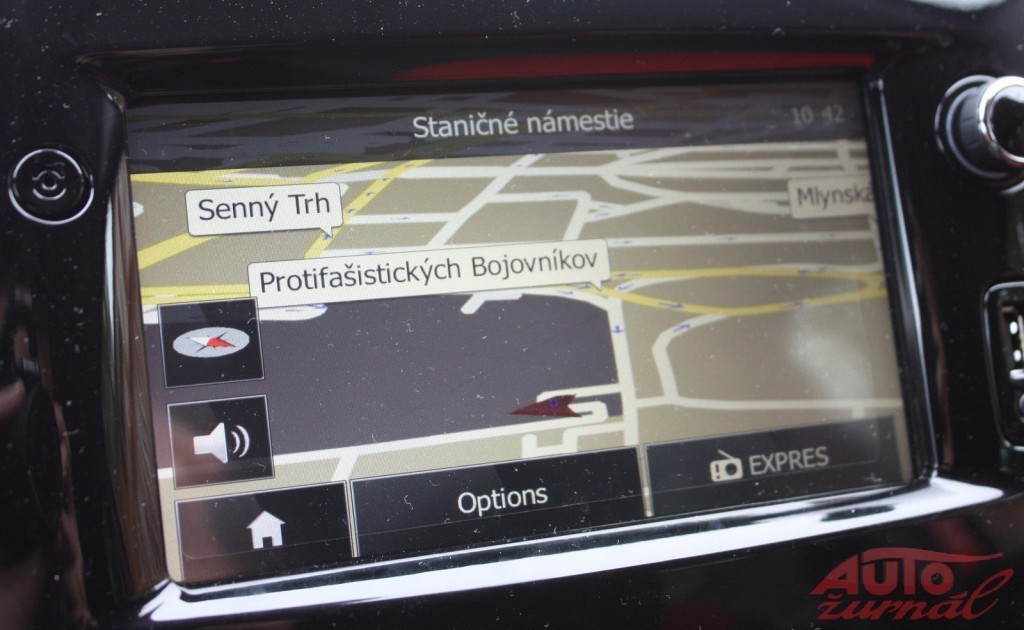 Staničné námestie
10 42
Senný Trh
Mlynská
Protifašistických Bojovníkov
EXPRES
Options
AUTO
žurnál